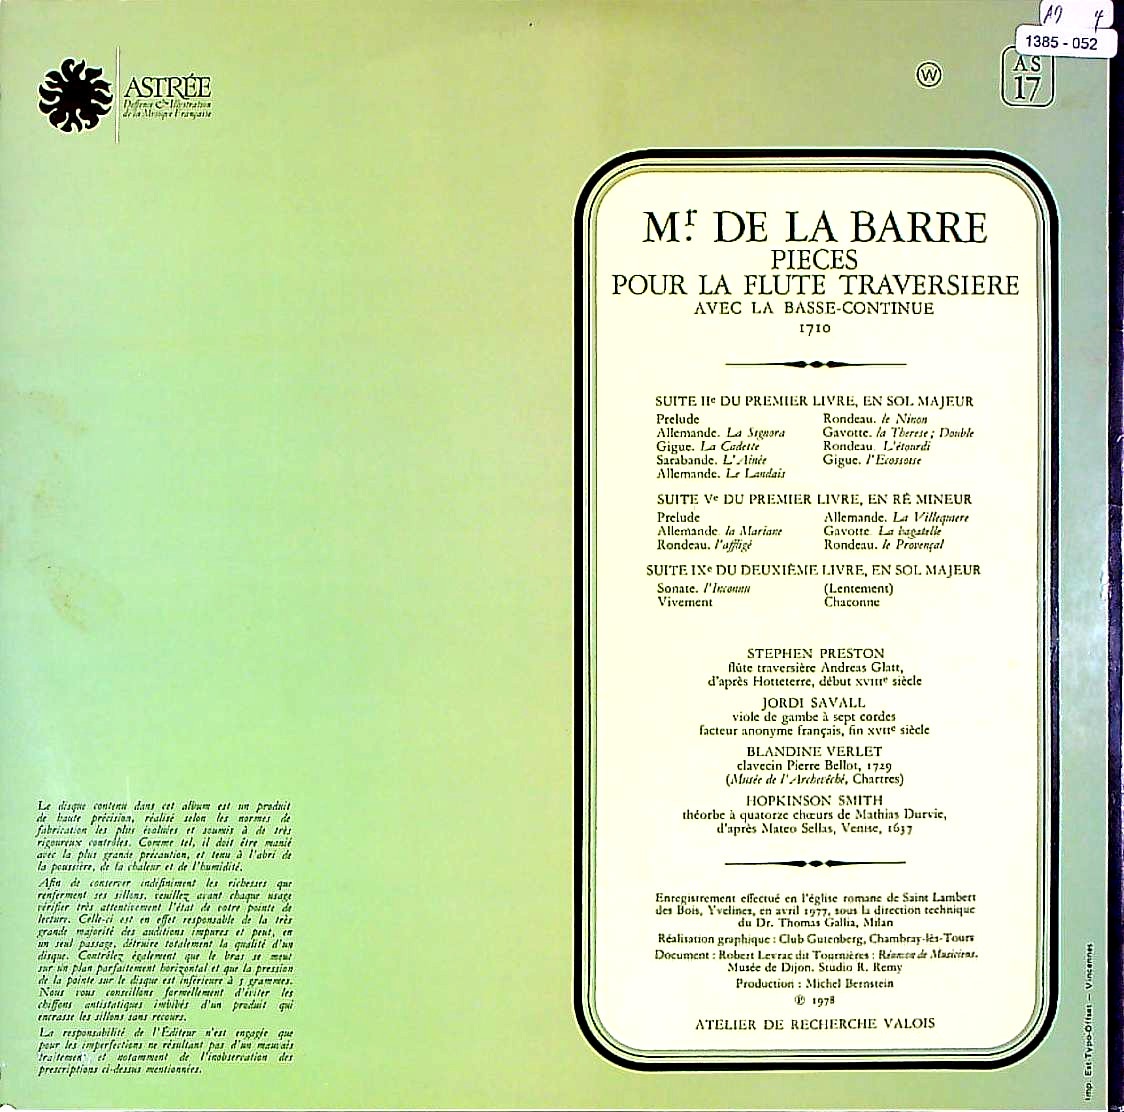 A9 4
1385 - 052
ASTRÉE
Deffence & Illustration
de la Musique Française
W
AS
17
Mr. DE LA BARRE
PIECES
POUR LA FLUTE TRAVERSIERE
AVEC LA BASSE-CONTINUE
1710
SUITE IIe DU PREMIER LIVRE, EN SOL MAJEUR
Prelude
Allemande. La Signora
Gigue. La Cadette
Sarabande. L'Ainée
Allemande. Le Landais
Rondeau. le Ninon
Gavotte. la Therese ; Double
Rondeau. L'étourdi
Gigue. l'Ecossoise
SUITE Ve DU PREMIER LIVRE, EN RÉ MINEUR
Prelude
Allemande. la Mariane
Rondeau. l'affligé
Allemande. La Villequiere
Gavotte. La bagatelle
Rondeau. le Provençal
SUITE IXe DU DEUXIÈME LIVRE, EN SOL MAJEUR
Sonate. l'Inconnu
Vivement
(Lentement)
Chaconne
STEPHEN PRESTON
flûte traversière Andreas Glatt,
d'après Hotteterre, début XVIIIe siècle
JORDI SAVALL
viole de gambe à sept cordes
facteur anonyme français, fin XVIIe siècle
BLANDINE VERLET
clavecin Pierre Bellot, 1729
(Musée de l'Archevêché, Chartres)
HOPKINSON SMITH
théorbe à quatorze chœurs de Mathias Durvie,
d'après Mateo Sellas, Venise, 1637
Enregistrement effectué en l'église romane de Saint Lambert
des Bois, Yvelines, en avril 1977, sous la direction technique
du Dr. Thomas Gallia, Milan
Réalisation graphique : Club Gutenberg, Chambray-lès-Tours
Document : Robert Levrac dit Tournières : Réunion de Musiciens.
Musée de Dijon. Studio R. Remy
Production : Michel Bernstein
℗ 1978
ATELIER DE RECHERCHE VALOIS
Le disque contenu dans cet album est un produit
de haute précision, réalisé selon les normes de
fabrication les plus évoluées et soumis à de très
rigoureux contrôles. Comme tel, il doit être manié
avec la plus grande précaution, et tenu à l'abri de
la poussière, de la chaleur et de l'humidité.
Afin de conserver indéfiniment les richesses que
renferment ses sillons, veuillez avant chaque usage
vérifier très attentivement l'état de votre pointe de
lecture. Celle-ci est en effet responsable de la très
grande majorité des auditions impures et peut, en
un seul passage, détruire totalement la qualité d'un
disque. Contrôlez également que le bras se meut
sur un plan parfaitement horizontal et que la pression
de la pointe sur le disque est inférieure à 3 grammes.
Nous vous conseillons formellement d'éviter les
chiffons antistatiques imbibés d'un produit qui
encrasse les sillons sans recours.
La responsabilité de l'Éditeur n'est engagée que
pour les imperfections ne résultant pas d'un mauvais
traitement et notamment de l'inobservation des
prescriptions ci-dessus mentionnées.
Imp. Est-Typo-Offset — Vincennes